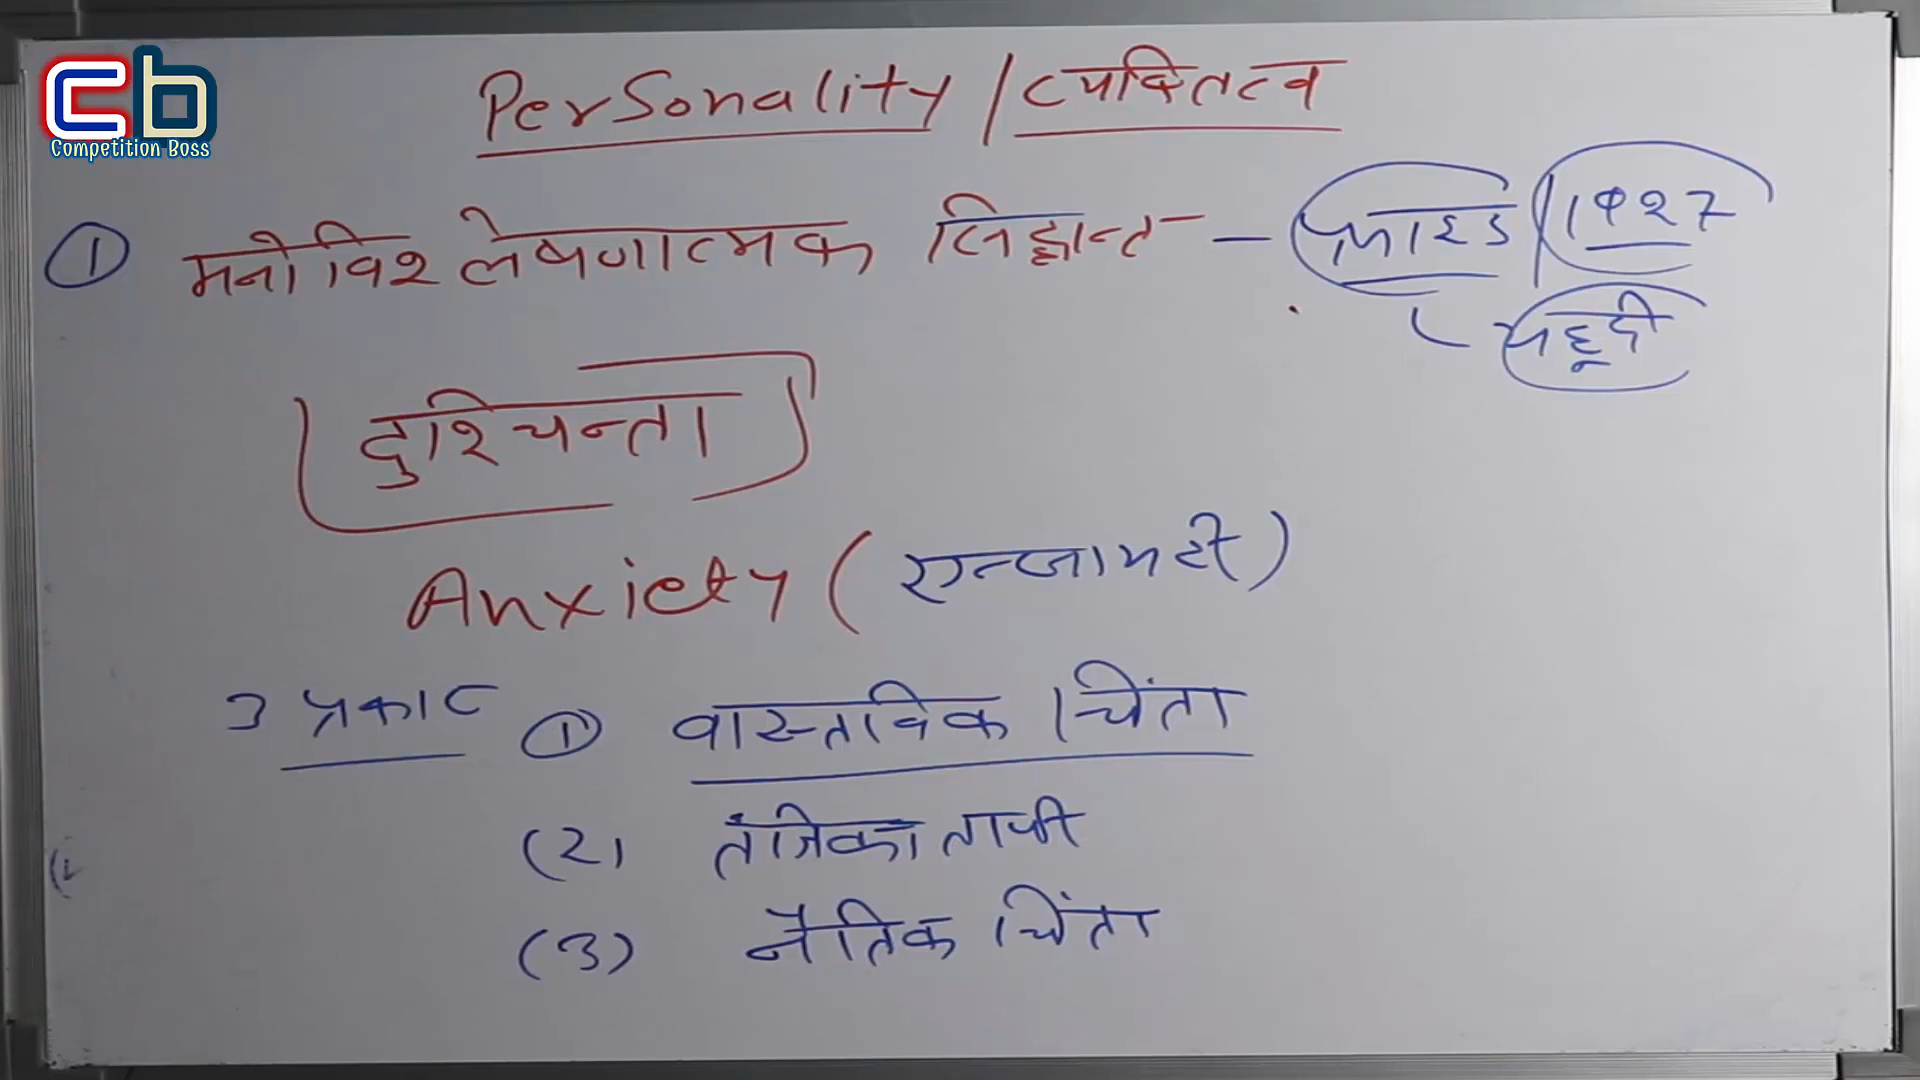 cb
Competition Boss
Personality / व्यक्तित्व
① मनोविश्लेषणात्मक सिद्धान्त - फ्राइड / 1927
यहूदी
दुश्चिन्ता
Anxiety (एन्जायटी)
3 प्रकार ① वास्तविक चिंता
(2) तंत्रिका तापी
(3) नैतिक चिंता